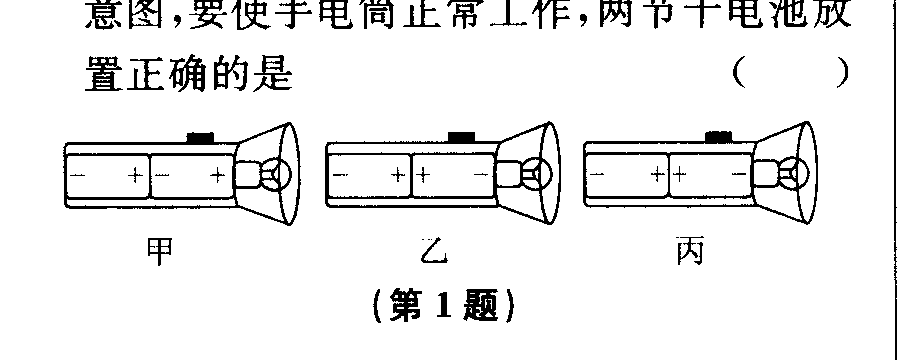 意图,要使手电筒正常工作,两节干电池放
置正确的是 ( )
- + - + - + + - - + + -
甲 乙 丙
(第 1 题)